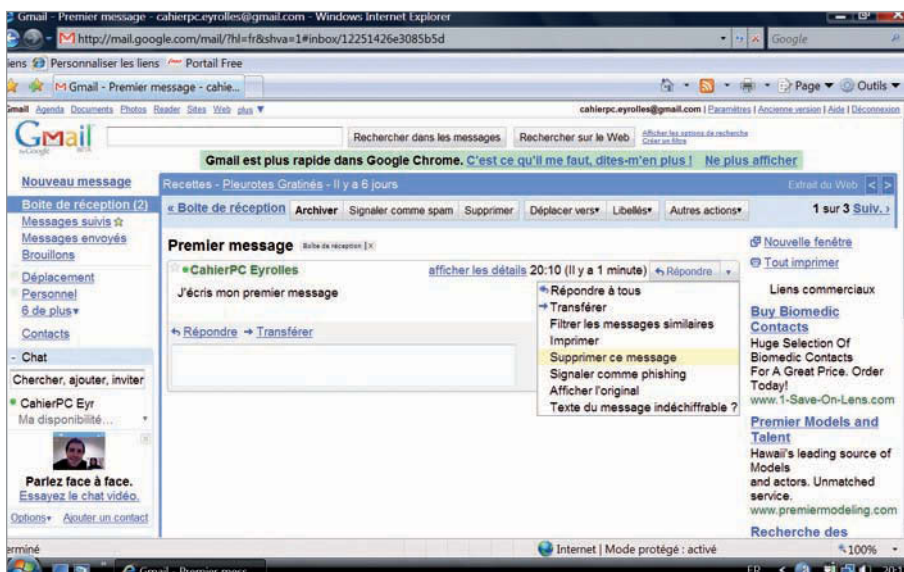 Gmail - Premier message - cahierpc.eyrolles@gmail.com - Windows Internet Explorer
http://mail.google.com/mail/?hl=fr&shva=1#inbox/12251426e3085b5d
Google
iens Personnaliser les liens Portail Free
Gmail - Premier message - cahie...
Page Outils
Gmail Agenda Documents Photos Reader Sites Web plus
cahierpc.eyrolles@gmail.com | Paramètres | Ancienne version | Aide | Déconnexion
Gmail
by Google BETA
Rechercher dans les messages
Rechercher sur le Web
Afficher les options de recherche
Créer un filtre
Gmail est plus rapide dans Google Chrome. C'est ce qu'il me faut, dites-m'en plus ! Ne plus afficher
Nouveau message
Boîte de réception (2)
Messages suivis
Messages envoyés
Brouillons
Déplacement
Personnel
6 de plus
Contacts
- Chat
Chercher, ajouter, inviter
CahierPC Eyr
Ma disponibilité...
Parlez face à face.
Essayez le chat vidéo.
Options Ajouter un contact
Recettes - Pleurotes Gratinés - Il y a 6 jours
Extrait du Web < >
« Boîte de réception Archiver Signaler comme spam Supprimer Déplacer vers Libellés Autres actions 1 sur 3 Suiv. ›
Premier message Boîte de réception | X
CahierPC Eyrolles afficher les détails 20:10 (Il y a 1 minute) Répondre
J'écris mon premier message
Répondre Transférer
Répondre à tous
Transférer
Filtrer les messages similaires
Imprimer
Supprimer ce message
Signaler comme phishing
Afficher l'original
Texte du message indéchiffrable ?
Nouvelle fenêtre
Tout imprimer
Liens commerciaux
Buy Biomedic
Contacts
Huge Selection Of
Biomedic Contacts
For A Great Price. Order
Today!
www.1-Save-On-Lens.com
Premier Models and
Talent
Hawaii's leading source of
Models
and actors. Unmatched
service.
www.premiermodeling.com
Recherche des
erminé
Internet | Mode protégé : activé
100%
Gmail - Premier mess...
FR
20:1